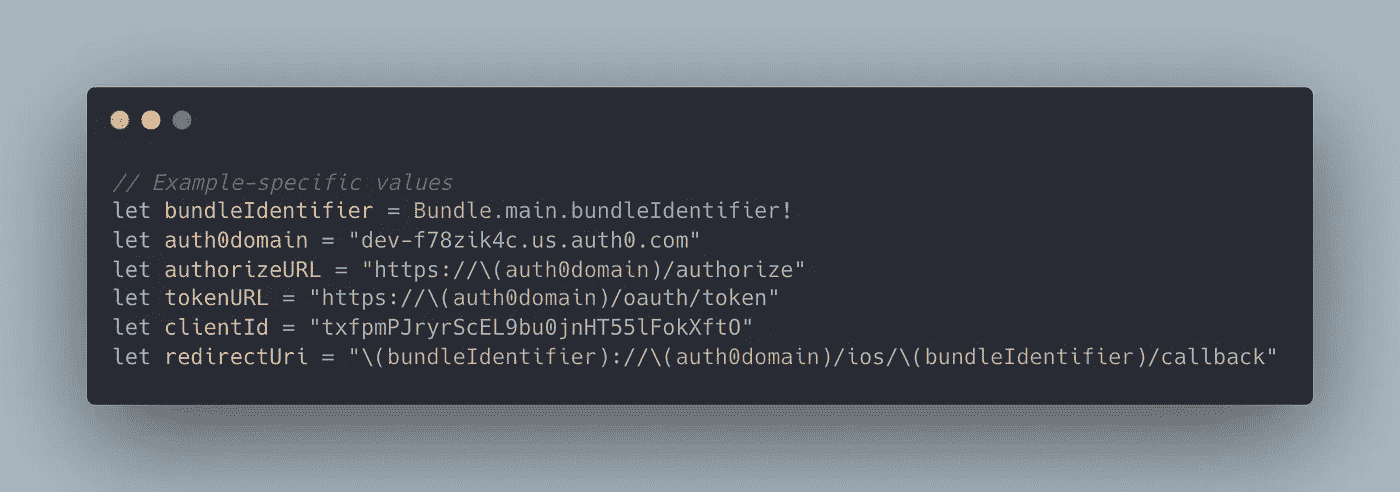 // Example-specific values
let bundleIdentifier = Bundle.main.bundleIdentifier!
let auth0domain = "dev-f78zik4c.us.auth0.com"
let authorizeURL = "https://\(auth0domain)/authorize"
let tokenURL = "https://\(auth0domain)/oauth/token"
let clientId = "txfpmPJryrScEL9bu0jnHT55lFokXftO"
let redirectUri = "\(bundleIdentifier)://\(auth0domain)/ios/\(bundleIdentifier)/callback"